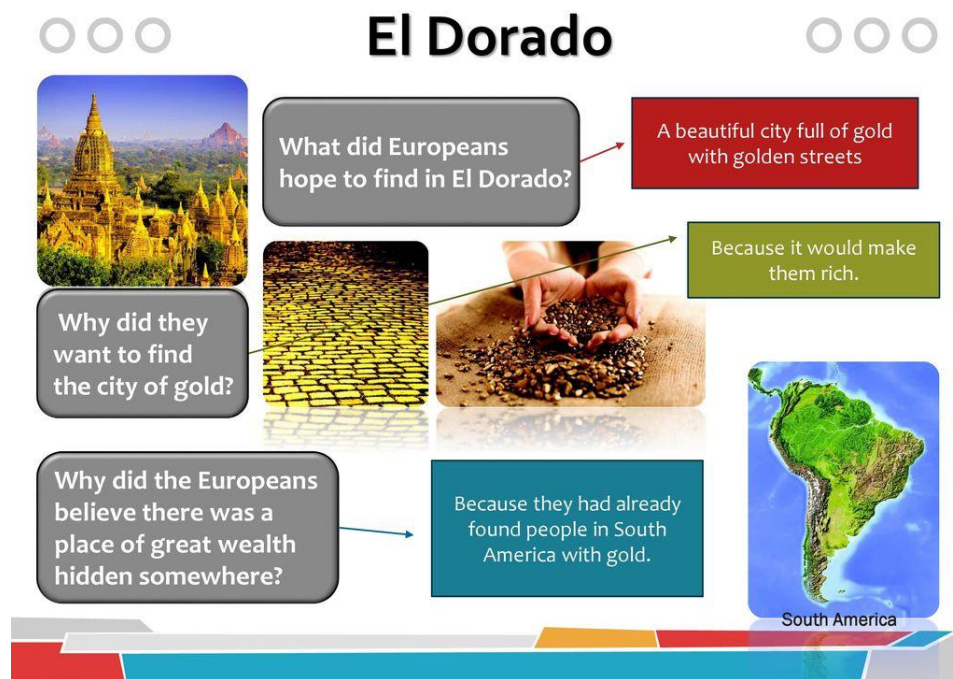 El Dorado
What did Europeans
hope to find in El Dorado?
A beautiful city full of gold
with golden streets
Why did they
want to find
the city of gold?
Because it would make
them rich.
Why did the Europeans
believe there was a
place of great wealth
hidden somewhere?
Because they had already
found people in South
America with gold.
South America